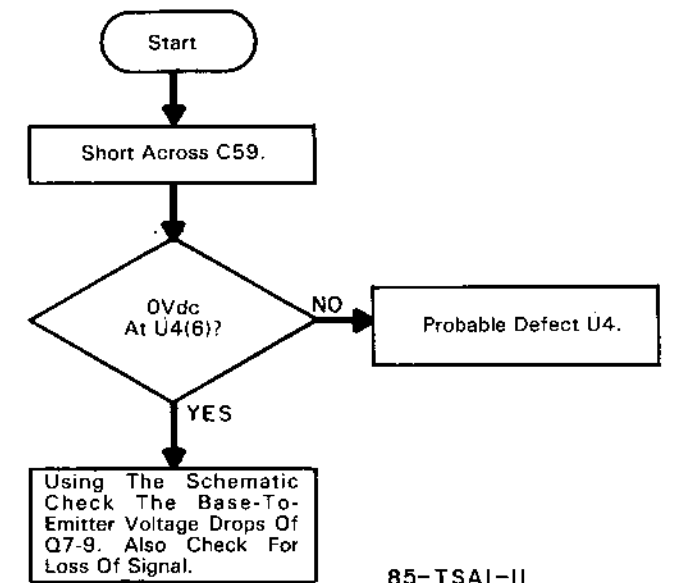 Start
Short Across C59.
0Vdc
At U4(6)?
NO
Probable Defect U4.
YES
Using The Schematic
Check The Base-To-
Emitter Voltage Drops Of
Q7-9. Also Check For
Loss Of Signal.
85-TSAI-II